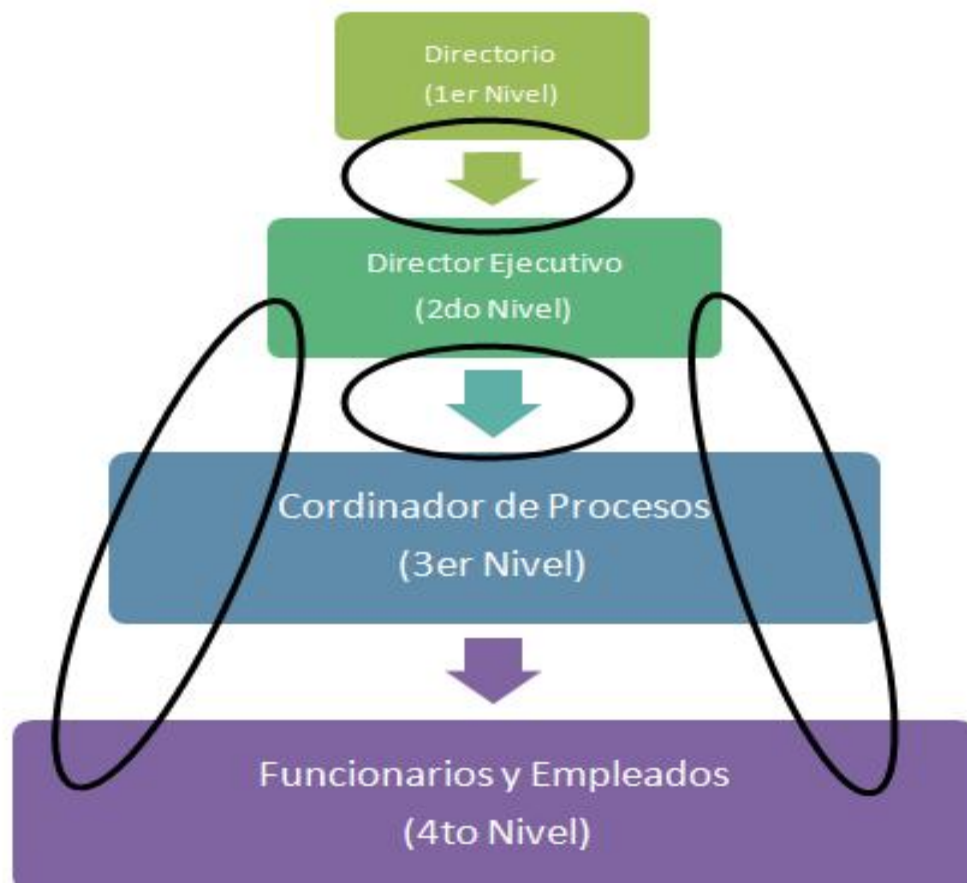 Directorio
(1er Nivel)
Director Ejecutivo
(2do Nivel)
Cordinador de Procesos
(3er Nivel)
Funcionarios y Empleados
(4to Nivel)